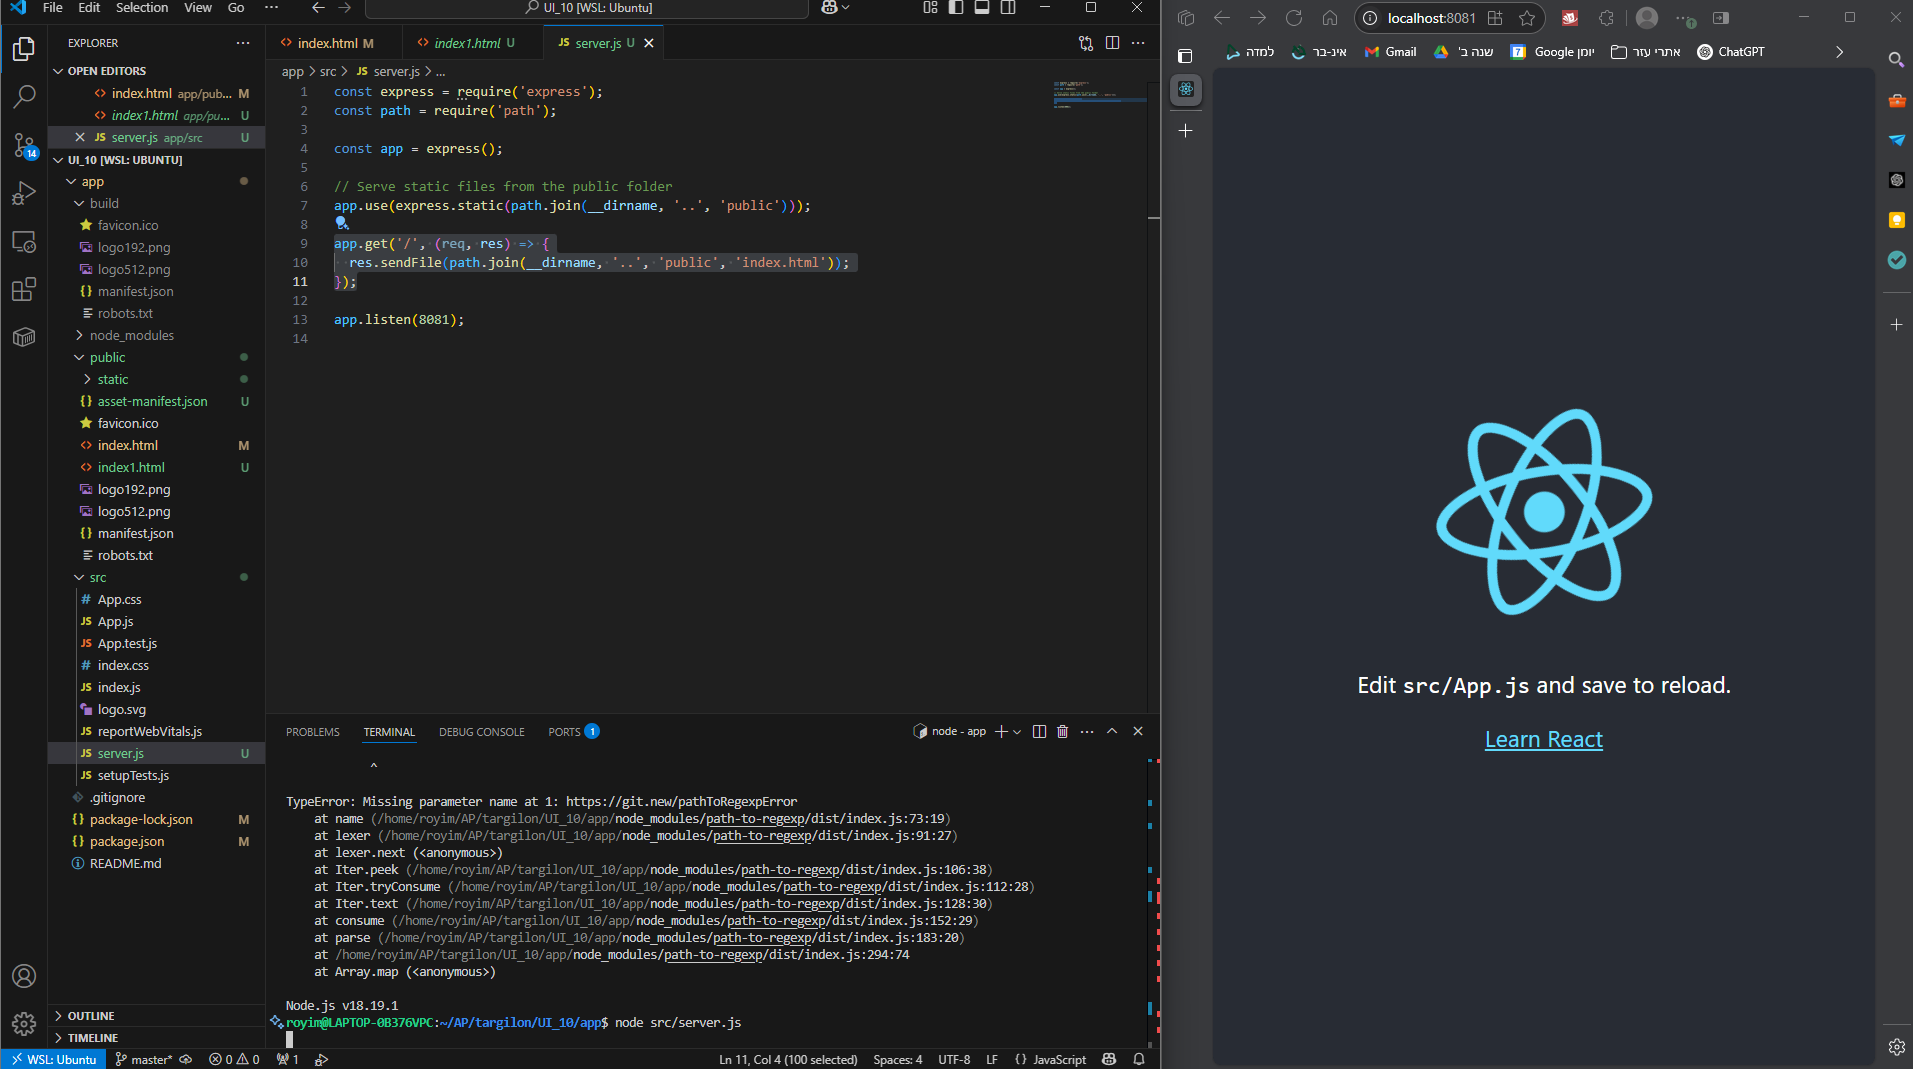 File Edit Selection View Go ··· UI_10 [WSL: Ubuntu]
EXPLORER
OPEN EDITORS
index.html app/pub... M
index1.html app/pu... U
JS server.js app/src U
UI_10 [WSL: UBUNTU]
app
build
favicon.ico
logo192.png
logo512.png
{} manifest.json
robots.txt
node_modules
public
static
{} asset-manifest.json U
favicon.ico
<> index.html M
<> index1.html U
logo192.png
logo512.png
{} manifest.json
robots.txt
src
# App.css
JS App.js
JS App.test.js
# index.css
JS index.js
logo.svg
JS reportWebVitals.js
JS server.js U
JS setupTests.js
.gitignore
{} package-lock.json M
{} package.json M
README.md
OUTLINE
TIMELINE
14
<> index.html M <> index1.html U JS server.js U
app > src > JS server.js > ...
1 const express = require('express');
2 const path = require('path');
3
4 const app = express();
5
6 // Serve static files from the public folder
7 app.use(express.static(path.join(__dirname, '..', 'public')));
8
9 app.get('/', (req, res) => {
10 res.sendFile(path.join(__dirname, '..', 'public', 'index.html'));
11 });
12
13 app.listen(8081);
14
PROBLEMS TERMINAL DEBUG CONSOLE PORTS 1 node - app
^
TypeError: Missing parameter name at 1: https://git.new/pathToRegexpError
at name (/home/royim/AP/targilon/UI_10/app/node_modules/path-to-regexp/dist/index.js:73:19)
at lexer (/home/royim/AP/targilon/UI_10/app/node_modules/path-to-regexp/dist/index.js:91:27)
at lexer.next (<anonymous>)
at Iter.peek (/home/royim/AP/targilon/UI_10/app/node_modules/path-to-regexp/dist/index.js:106:38)
at Iter.tryConsume (/home/royim/AP/targilon/UI_10/app/node_modules/path-to-regexp/dist/index.js:112:28)
at Iter.text (/home/royim/AP/targilon/UI_10/app/node_modules/path-to-regexp/dist/index.js:128:30)
at consume (/home/royim/AP/targilon/UI_10/app/node_modules/path-to-regexp/dist/index.js:152:29)
at parse (/home/royim/AP/targilon/UI_10/app/node_modules/path-to-regexp/dist/index.js:183:20)
at /home/royim/AP/targilon/UI_10/app/node_modules/path-to-regexp/dist/index.js:294:74
at Array.map (<anonymous>)
Node.js v18.19.1
royim@LAPTOP-0B376VPC:~/AP/targilon/UI_10/app$ node src/server.js
WSL: Ubuntu master* 0 0 1 Ln 11, Col 4 (100 selected) Spaces: 4 UTF-8 LF {} JavaScript
localhost:8081
למדה אינ-בר Gmail שנה ב' 7 יומן Google אתרי עזר ChatGPT
Edit src/App.js and save to reload.
Learn React